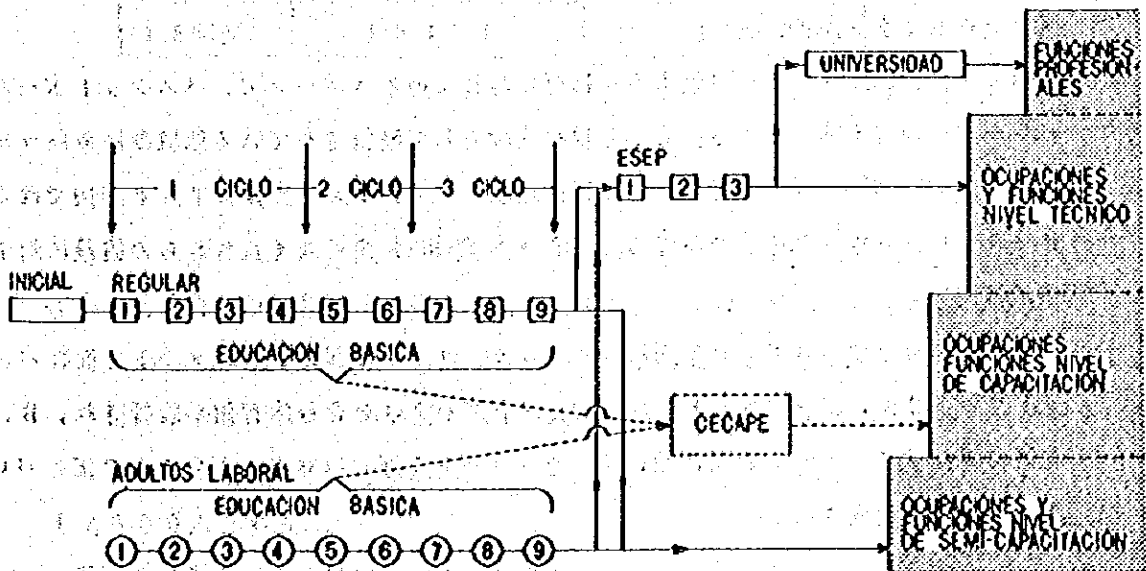 UNIVERSIDAD
FUNCIONES
PROFESION-
ALES
ESEP
1 2 3
1 CICLO 2 CICLO 3 CICLO
OCUPACIONES
Y FUNCIONES
NIVEL TECNICO
INICIAL REGULAR
1 2 3 4 5 6 7 8 9
EDUCACION BASICA
OCUPACIONES
FUNCIONES NIVEL
DE CAPACITACION
CECAPE
ADULTOS LABORAL
EDUCACION BASICA
1 2 3 4 5 6 7 8 9
OCUPACIONES Y
FUNCIONES NIVEL
DE SEMI-CAPACITACION